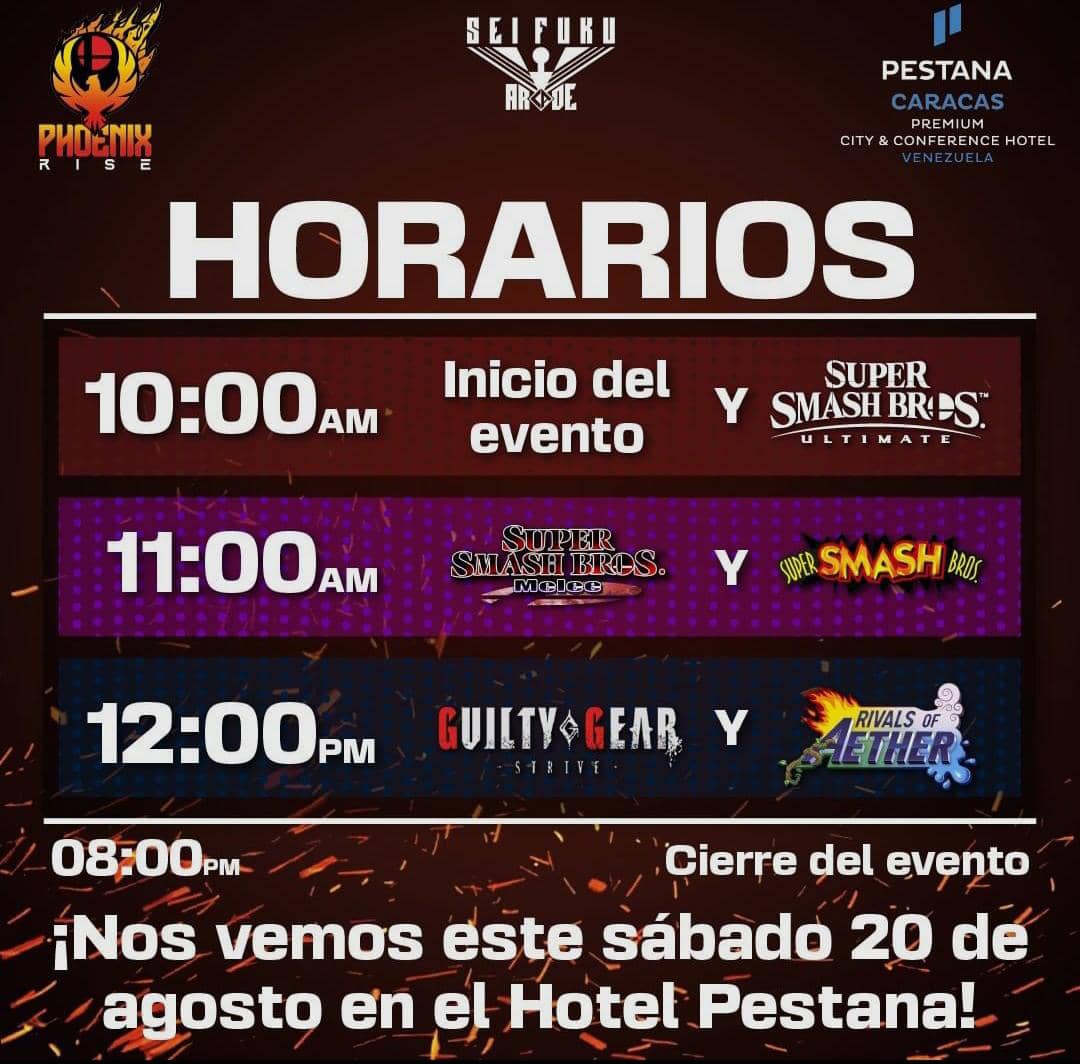 PHOENIX
RISE
SEIFUKU
ARCADE
PESTANA
CARACAS
PREMIUM
CITY & CONFERENCE HOTEL
VENEZUELA
HORARIOS
10:00AM
Inicio del
evento
Y
SUPER
SMASH BROS.™
ULTIMATE
11:00AM
SUPER
SMASH BROS.
Melee
Y
SUPER SMASH BROS.
12:00PM
GUILTY GEAR
-STRIVE-
Y
RIVALS OF
AETHER
08:00PM
Cierre del evento
¡Nos vemos este sábado 20 de
agosto en el Hotel Pestana!